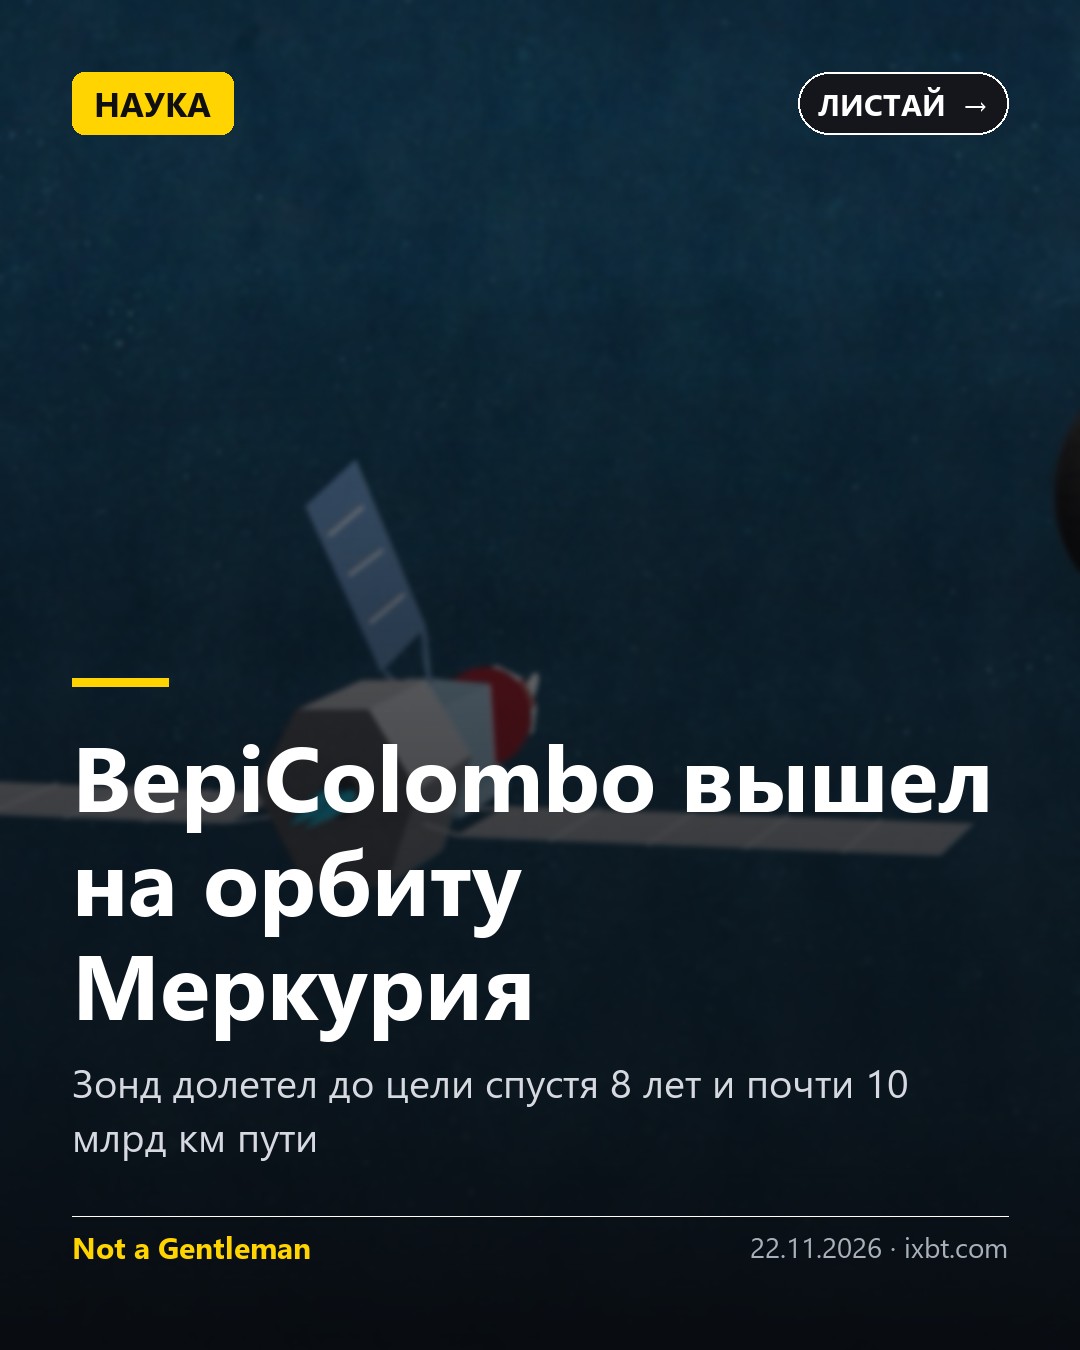 НАУКА
ЛИСТАЙ →
BepiColombo вышел
на орбиту
Меркурия
Зонд долетел до цели спустя 8 лет и почти 10
млрд км пути
Not a Gentleman
22.11.2026 · ixbt.com